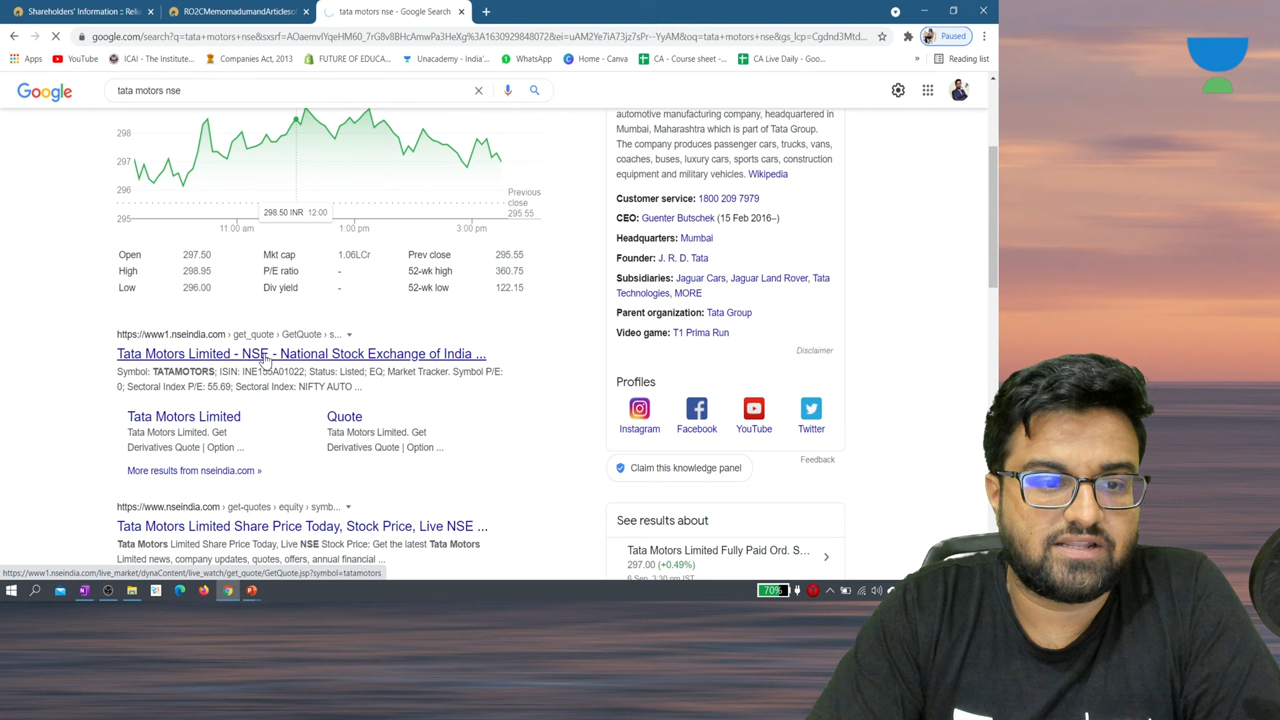 Shareholders' Information :: Relia
RO2CMemornadumandArticlesof
tata motors nse - Google Search
google.com/search?q=tata+motors+nse&sxsrf=AOaemvIYqeHM60_7rG8v8BHcAmwPa3HeXg%3A1630929848072&ei=uAM2Ye7iA73jz7sPr--YyAM&oq=tata+motors+nse&gs_lcp=Cgdnd3Mtd...
Paused
Apps
YouTube
ICAI - The Institute...
Companies Act, 2013
FUTURE OF EDUCA...
Unacademy - India'...
WhatsApp
Home - Canva
CA - Course sheet -...
CA Live Daily - Goo...
»
Reading list
Google
tata motors nse
298
297
296
295
298.50 INR 12:00
Previous
close
295.55
11:00 am
1:00 pm
3:00 pm
Open 297.50 Mkt cap 1.06LCr Prev close 295.55
High 298.95 P/E ratio - 52-wk high 360.75
Low 296.00 Div yield - 52-wk low 122.15
https://www1.nseindia.com › get_quote › GetQuote › s...
Tata Motors Limited - NSE - National Stock Exchange of India ...
Symbol: TATAMOTORS; ISIN: INE155A01022; Status: Listed; EQ; Market Tracker. Symbol P/E:
0; Sectoral Index P/E: 55.69; Sectoral Index: NIFTY AUTO ...
Tata Motors Limited
Tata Motors Limited. Get
Derivatives Quote | Option ...
Quote
Tata Motors Limited. Get
Derivatives Quote | Option ...
More results from nseindia.com »
https://www.nseindia.com › get-quotes › equity › symb...
Tata Motors Limited Share Price Today, Stock Price, Live NSE ...
Tata Motors Limited Share Price Today, Live NSE Stock Price: Get the latest Tata Motors
Limited news, company updates, quotes, offers, annual financial ...
https://www1.nseindia.com/live_market/dynaContent/live_watch/get_quote/GetQuote.jsp?symbol=tatamotors
automotive manufacturing company, headquartered in
Mumbai, Maharashtra which is part of Tata Group.
The company produces passenger cars, trucks, vans,
coaches, buses, luxury cars, sports cars, construction
equipment and military vehicles. Wikipedia
Customer service: 1800 209 7979
CEO: Guenter Butschek (15 Feb 2016–)
Headquarters: Mumbai
Founder: J. R. D. Tata
Subsidiaries: Jaguar Cars, Jaguar Land Rover, Tata
Technologies, MORE
Parent organization: Tata Group
Video game: T1 Prima Run
Disclaimer
Profiles
Instagram
Facebook
YouTube
Twitter
Feedback
Claim this knowledge panel
See results about
Tata Motors Limited Fully Paid Ord. S...
297.00 (+0.49%)
6 Sep, 3:30 pm IST
70%